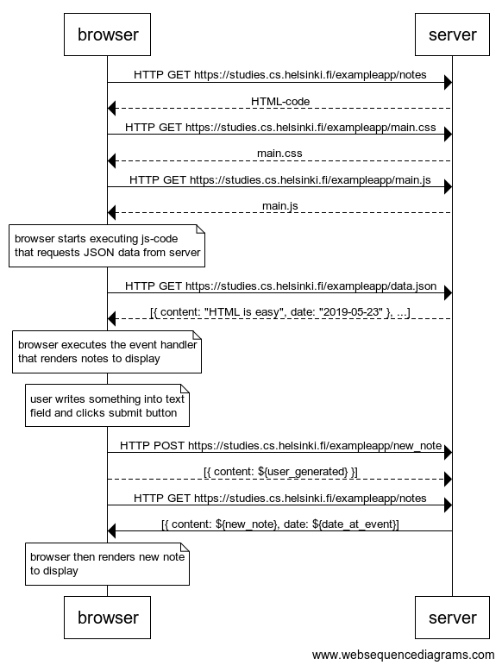 browser
server
HTTP GET https://studies.cs.helsinki.fi/exampleapp/notes
HTML-code
HTTP GET https://studies.cs.helsinki.fi/exampleapp/main.css
main.css
HTTP GET https://studies.cs.helsinki.fi/exampleapp/main.js
main.js
browser starts executing js-code
that requests JSON data from server
HTTP GET https://studies.cs.helsinki.fi/exampleapp/data.json
[{ content: "HTML is easy", date: "2019-05-23" }, ...]
browser executes the event handler
that renders notes to display
user writes something into text
field and clicks submit button
HTTP POST https://studies.cs.helsinki.fi/exampleapp/new_note
[{ content: ${user_generated} }]
HTTP GET https://studies.cs.helsinki.fi/exampleapp/notes
[{ content: ${new_note}, date: ${date_at_event}]
browser then renders new note
to display
browser
server
www.websequencediagrams.com